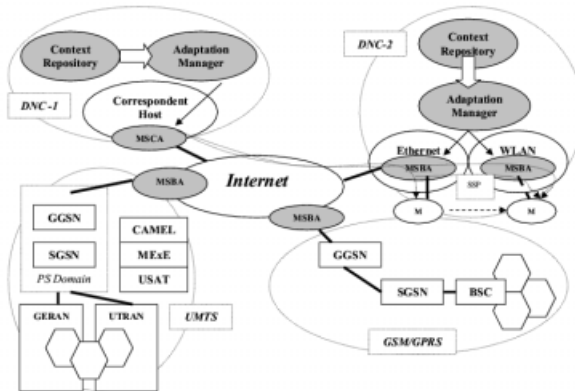 Context
Repository
Adaptation
Manager
DNC-1
Correspondent
Host
MSCA
DNC-2
Context
Repository
Adaptation
Manager
Ethernet
WLAN
MSBA
MSBA
SSP
M
M
Internet
MSBA
MSBA
GGSN
SGSN
PS Domain
CAMEL
MExE
USAT
GERAN
UTRAN
UMTS
GGSN
SGSN
BSC
GSM/GPRS